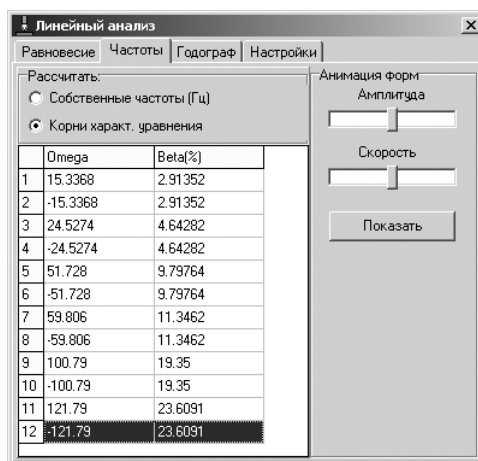 Линейный анализ
Равновесие Частоты Годограф Настройки
Рассчитать:
Собственные частоты (Гц)
Корни характ. уравнения
Omega Beta(%)
1 15.3368 2.91352
2 -15.3368 2.91352
3 24.5274 4.64282
4 -24.5274 4.64282
5 51.728 9.79764
6 -51.728 9.79764
7 59.806 11.3462
8 -59.806 11.3462
9 100.79 19.35
10 -100.79 19.35
11 121.79 23.6091
12 -121.79 23.6091
Анимация форм
Амплитуда
Скорость
Показать